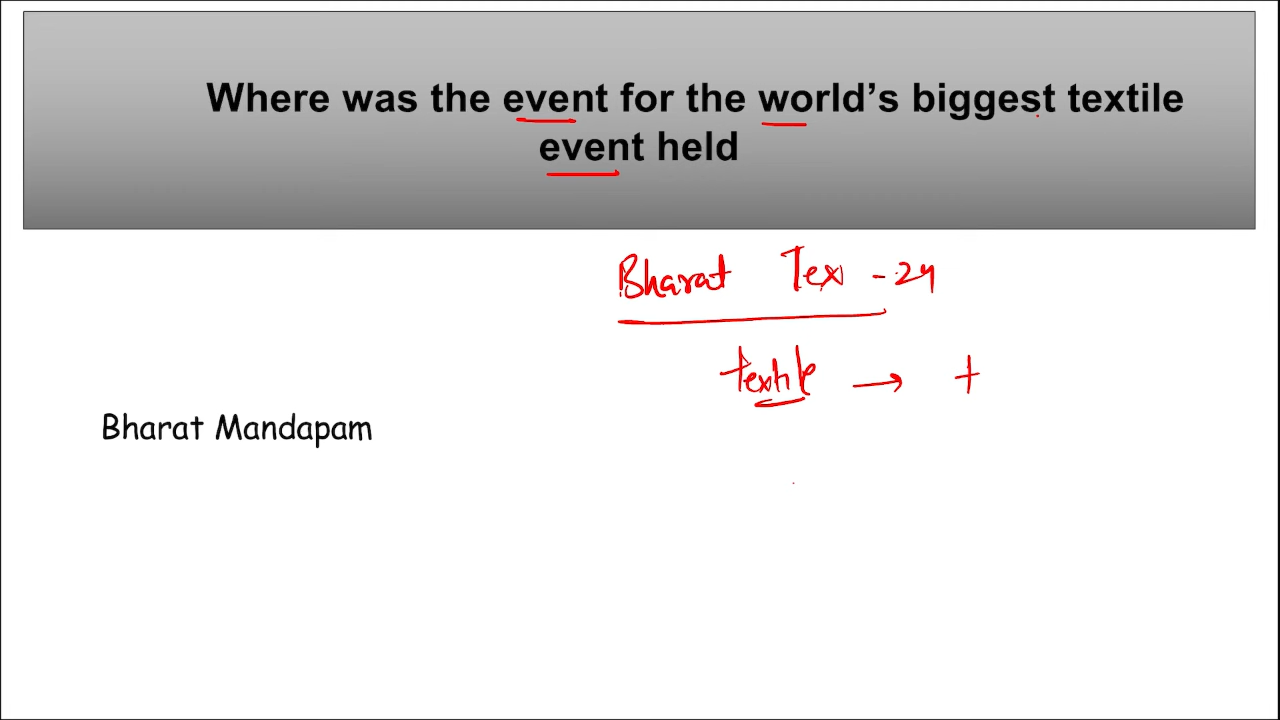 Where was the event for the world’s biggest textile
event held
Bharat Tex - 24
textile → t
Bharat Mandapam